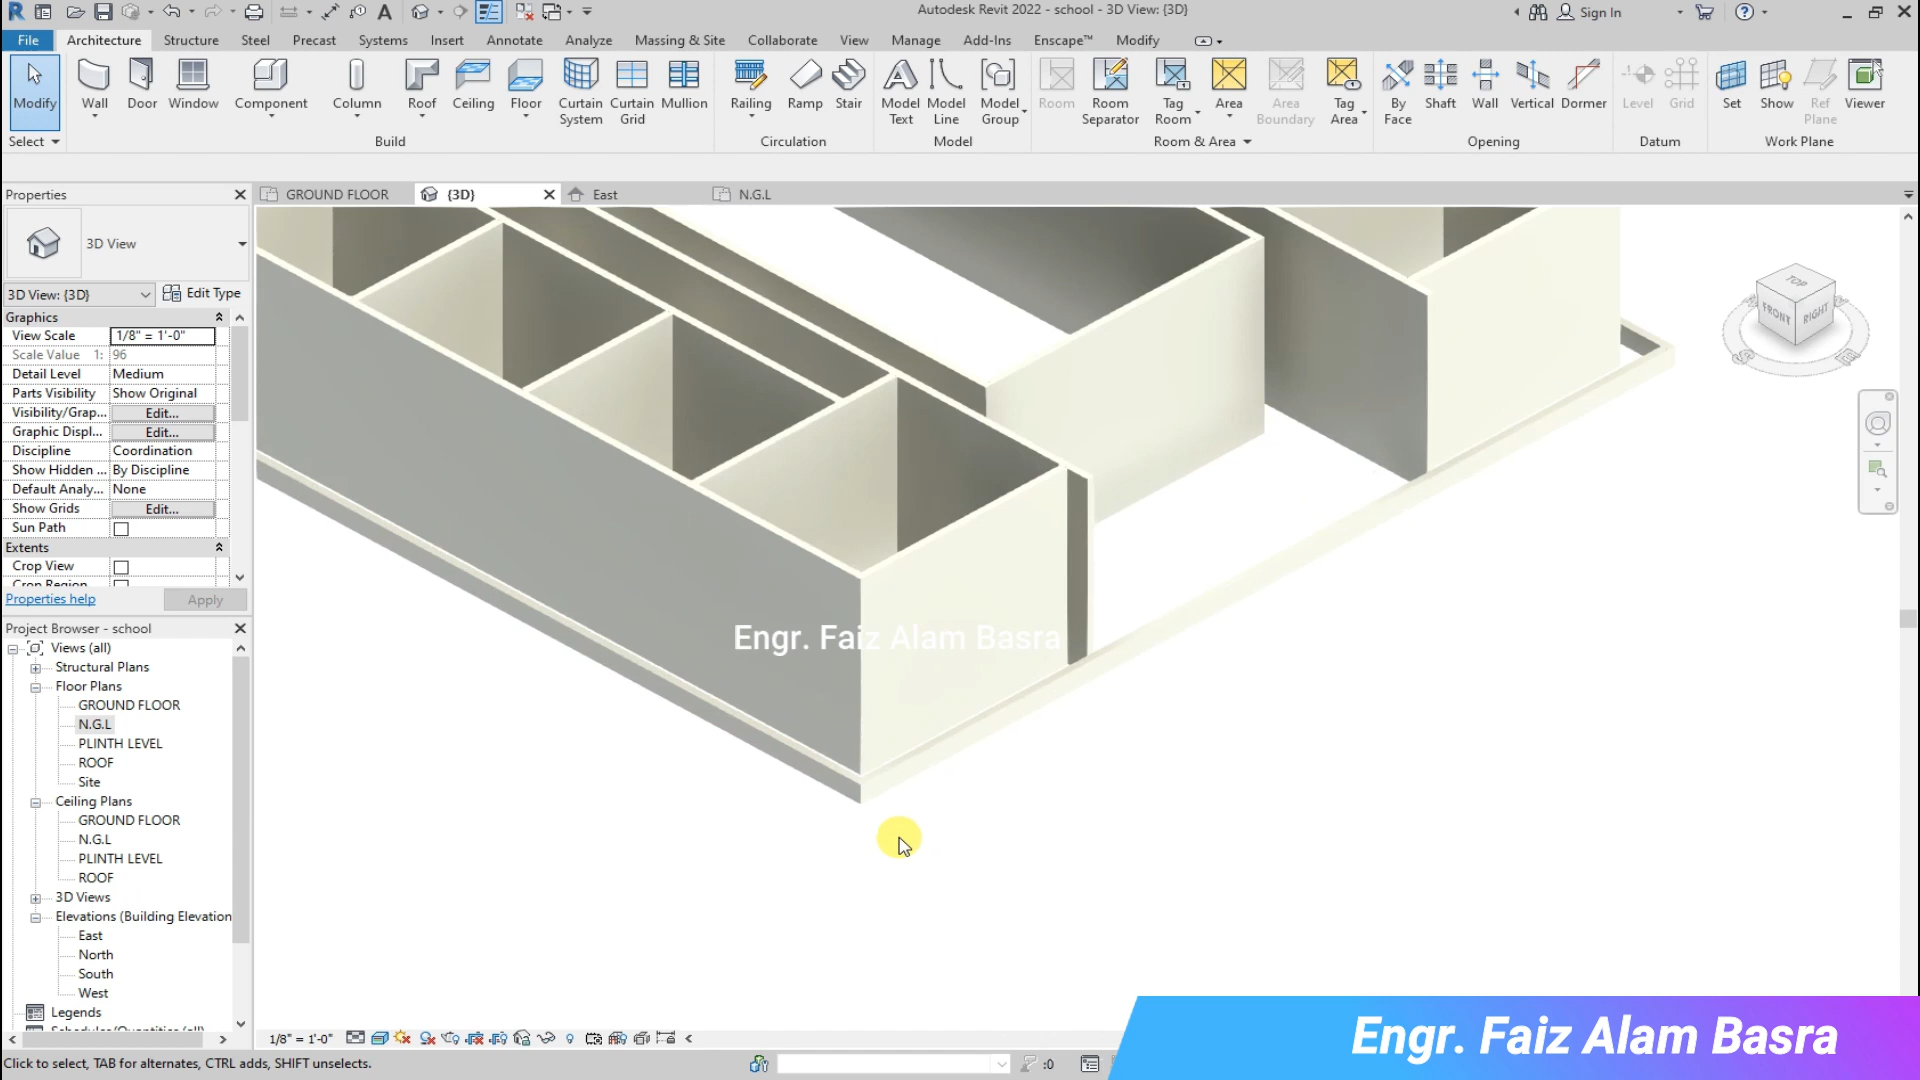 Autodesk Revit 2022 - school - 3D View: {3D}
Sign In
File Architecture Structure Steel Precast Systems Insert Annotate Analyze Massing & Site Collaborate View Manage Add-Ins Enscape™ Modify
Modify Wall Door Window Component Column Roof Ceiling Floor Curtain System Curtain Grid Mullion Railing Ramp Stair Model Text Model Line Model Group Room Room Separator Tag Room Area Area Boundary Tag Area By Face Shaft Wall Vertical Dormer Level Grid Set Show Ref Plane Viewer
Select Build Circulation Model Room & Area Opening Datum Work Plane
Properties
GROUND FLOOR {3D} East N.G.L
3D View
3D View: {3D} Edit Type
Graphics
View Scale 1/8" = 1'-0"
Scale Value 1: 96
Detail Level Medium
Parts Visibility Show Original
Visibility/Grap... Edit...
Graphic Displ... Edit...
Discipline Coordination
Show Hidden ... By Discipline
Default Analy... None
Show Grids Edit...
Sun Path
Extents
Crop View
Crop Region
Properties help Apply
Project Browser - school
Views (all)
Structural Plans
Floor Plans
GROUND FLOOR
N.G.L
PLINTH LEVEL
ROOF
Site
Ceiling Plans
GROUND FLOOR
N.G.L
PLINTH LEVEL
ROOF
3D Views
Elevations (Building Elevation
East
North
South
West
Legends
Schedules/Quantities (all)
TOP
FRONT
RIGHT
Engr. Faiz Alam Basra
1/8" = 1'-0"
Click to select, TAB for alternates, CTRL adds, SHIFT unselects.
:0
Engr. Faiz Alam Basra